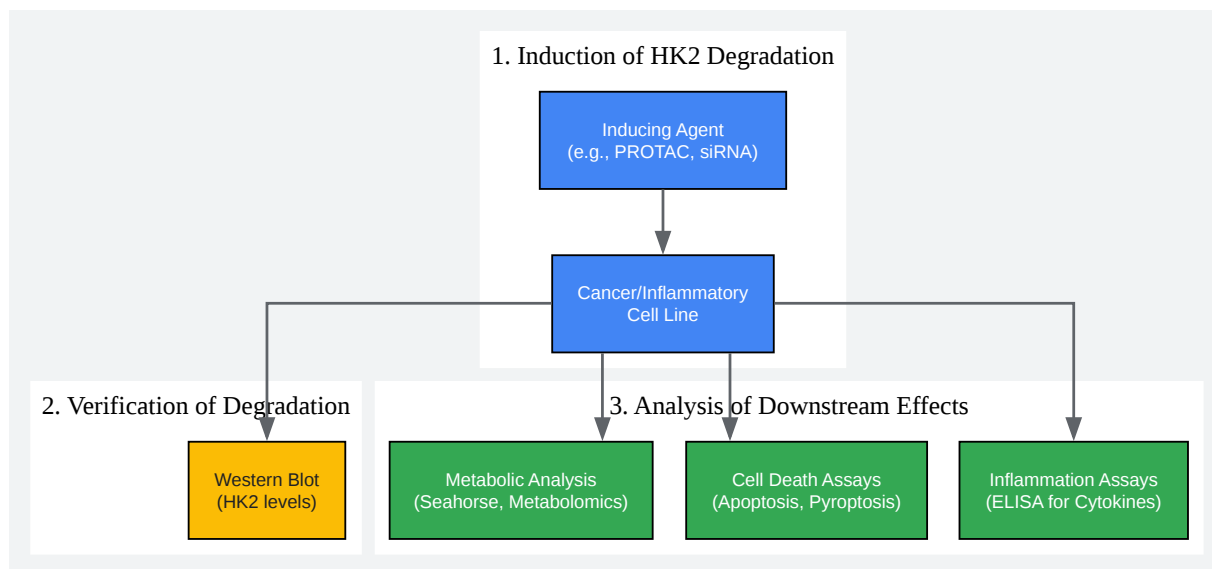 1. Induction of HK2 Degradation
Inducing Agent
(e.g., PROTAC, siRNA)
Cancer/Inflammatory
Cell Line
2. Verification of Degradation
3. Analysis of Downstream Effects
Western Blot
(HK2 levels)
Metabolic Analysis
(Seahorse, Metabolomics)
Cell Death Assays
(Apoptosis, Pyroptosis)
Inflammation Assays
(ELISA for Cytokines)